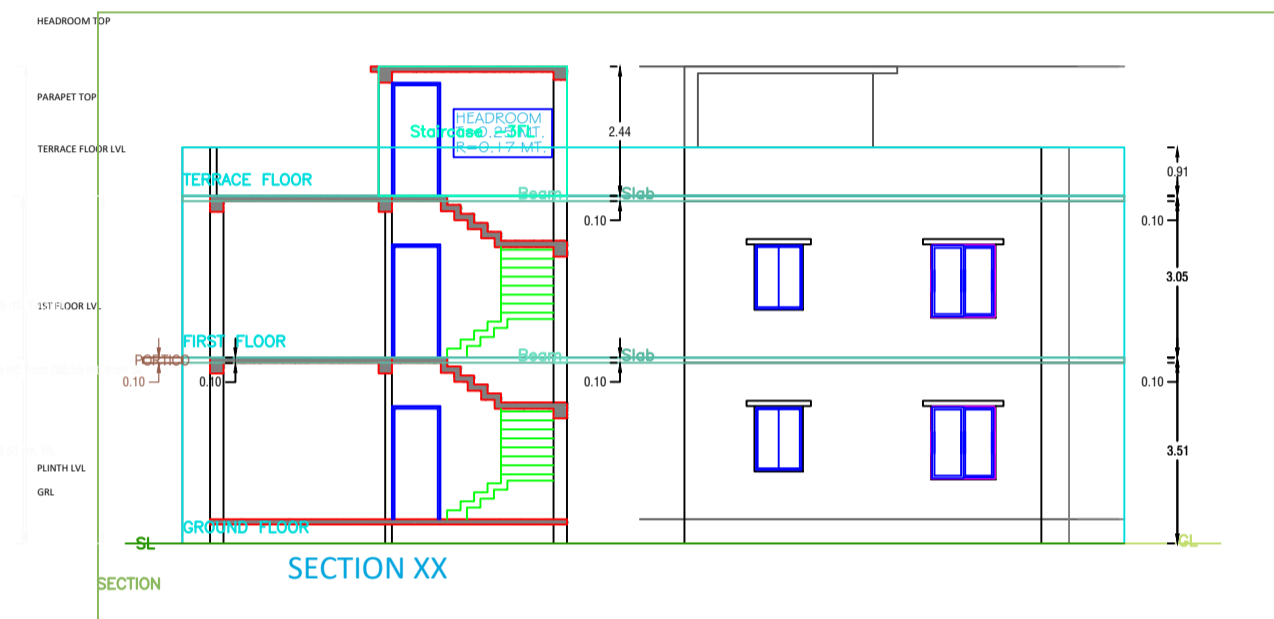 HEADROOM TOP
PARAPET TOP
HEADROOM
Staircase -3FL
R=0.17 MT.
2.44
TERRACE FLOOR LVL
0.91
TERRACE FLOOR
Beam
Slab
0.10
0.10
3.05
1ST FLOOR LVL
FIRST FLOOR
PORTICO
Beam
Slab
0.10
0.10
0.10
0.10
3.51
PLINTH LVL
GRL
GROUND FLOOR
SL
GL
SECTION XX
SECTION